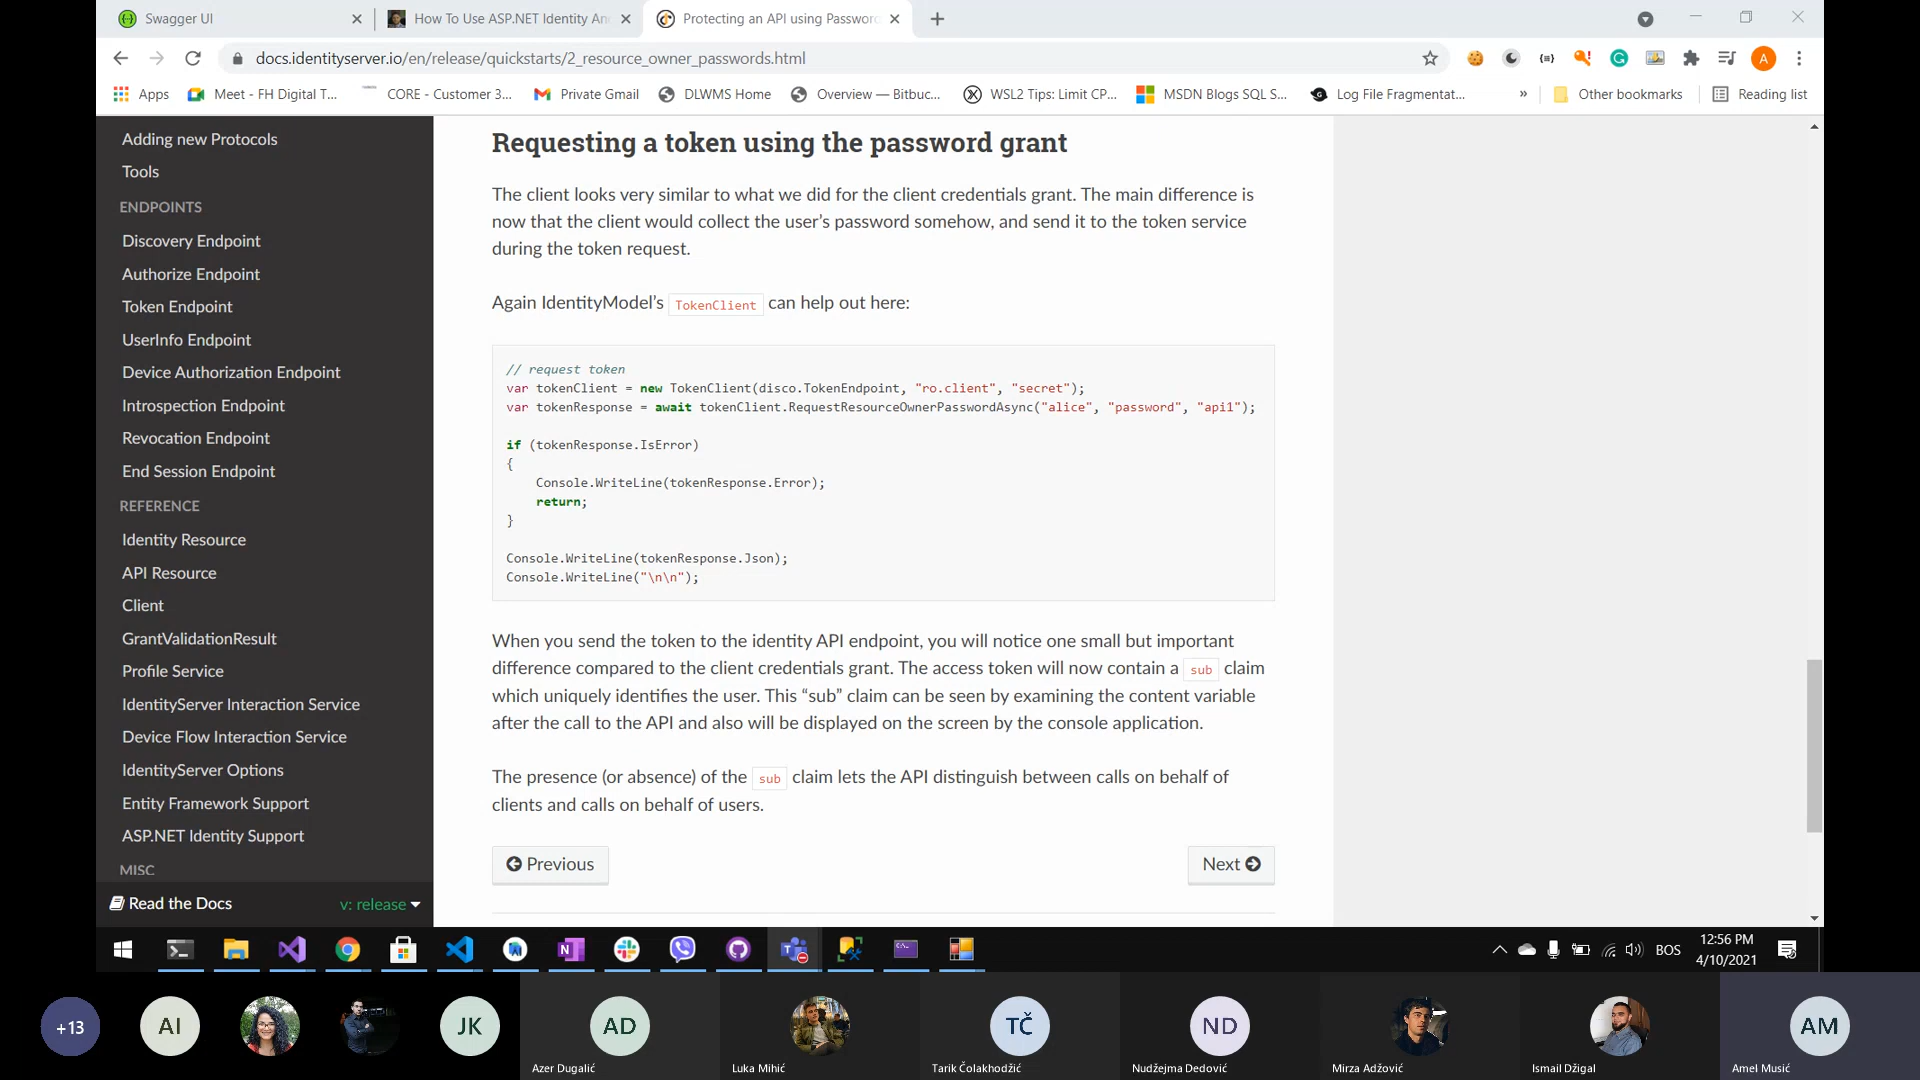 Swagger UI
How To Use ASP.NET Identity An
Protecting an API using Passwor
docs.identityserver.io/en/release/quickstarts/2_resource_owner_passwords.html
A
Apps
Meet - FH Digital T...
CORE - Customer 3...
Private Gmail
DLWMS Home
Overview — Bitbuc...
WSL2 Tips: Limit CP...
MSDN Blogs SQL S...
Log File Fragmentat...
»
Other bookmarks
Reading list
Adding new Protocols
Tools
ENDPOINTS
Discovery Endpoint
Authorize Endpoint
Token Endpoint
UserInfo Endpoint
Device Authorization Endpoint
Introspection Endpoint
Revocation Endpoint
End Session Endpoint
REFERENCE
Identity Resource
API Resource
Client
GrantValidationResult
Profile Service
IdentityServer Interaction Service
Device Flow Interaction Service
IdentityServer Options
Entity Framework Support
ASP.NET Identity Support
MISC
Read the Docs
v: release
Requesting a token using the password grant
The client looks very similar to what we did for the client credentials grant. The main difference is
now that the client would collect the user’s password somehow, and send it to the token service
during the token request.
Again IdentityModel’s TokenClient can help out here:
// request token
var tokenClient = new TokenClient(disco.TokenEndpoint, "ro.client", "secret");
var tokenResponse = await tokenClient.RequestResourceOwnerPasswordAsync("alice", "password", "api1");
if (tokenResponse.IsError)
{
Console.WriteLine(tokenResponse.Error);
return;
}
Console.WriteLine(tokenResponse.Json);
Console.WriteLine("\n\n");
When you send the token to the identity API endpoint, you will notice one small but important
difference compared to the client credentials grant. The access token will now contain a sub claim
which uniquely identifies the user. This “sub” claim can be seen by examining the content variable
after the call to the API and also will be displayed on the screen by the console application.
The presence (or absence) of the sub claim lets the API distinguish between calls on behalf of
clients and calls on behalf of users.
Previous
Next
BOS
12:56 PM
4/10/2021
+13
AI
JK
AD
TČ
ND
AM
Azer Dugalić
Luka Mihić
Tarik Čolakhodžić
Nudžejma Dedović
Mirza Adžović
Ismail Džigal
Amel Musić